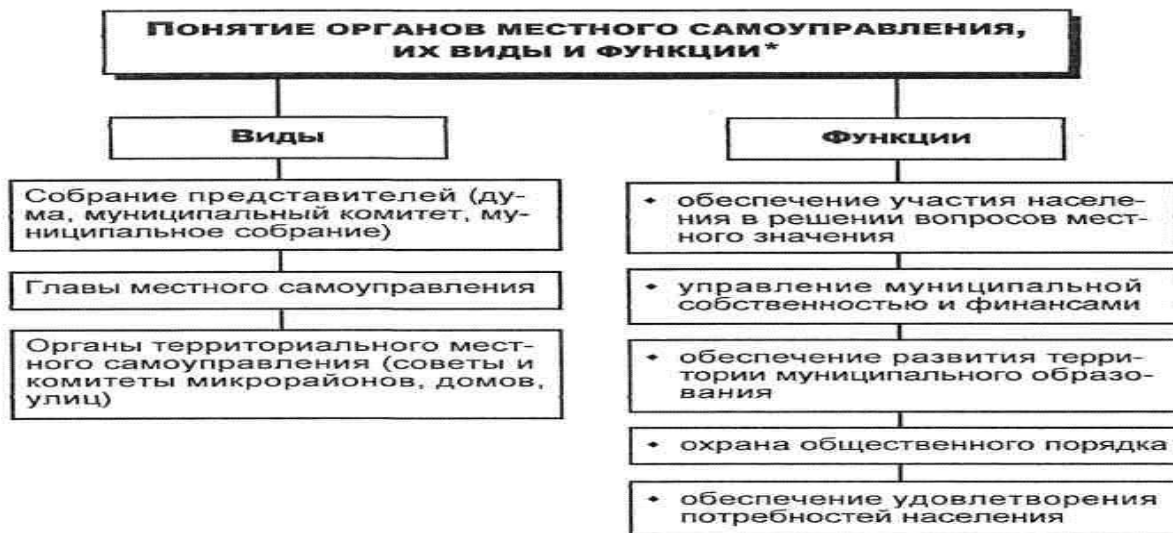 ПОНЯТИЕ ОРГАНОВ МЕСТНОГО САМОУПРАВЛЕНИЯ,
ИХ ВИДЫ И ФУНКЦИИ*
Виды
Собрание представителей (ду-
ма, муниципальный комитет, му-
ниципальное собрание)
Главы местного самоуправления
Органы территориального мест-
ного самоуправления (советы и
комитеты микрорайонов, домов,
улиц)
Функции
• обеспечение участия населе-
ния в решении вопросов мест-
ного значения
• управление муниципальной
собственностью и финансами
• обеспечение развития терри-
тории муниципального образо-
вания
• охрана общественного порядка
• обеспечение удовлетворения
потребностей населения